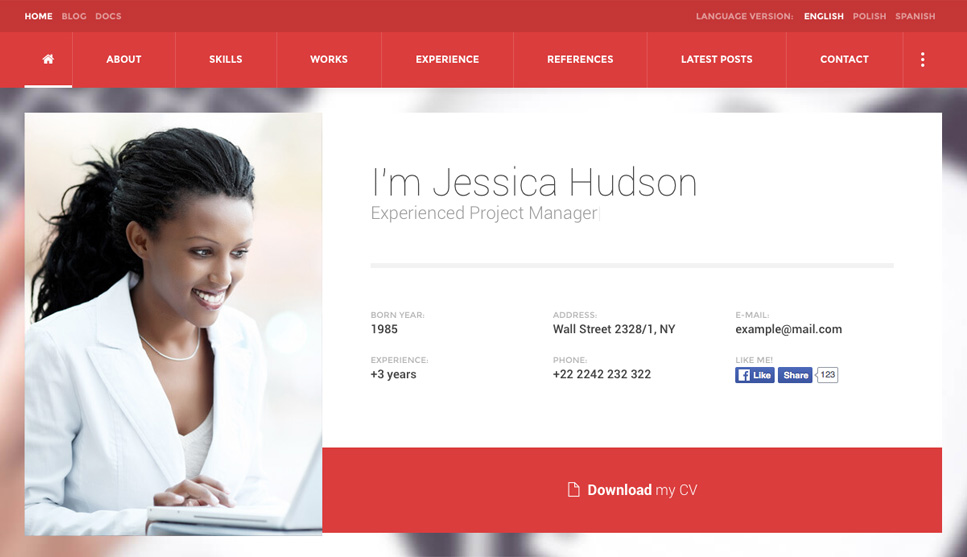 HOME BLOG DOCS LANGUAGE VERSION: ENGLISH POLISH SPANISH
ABOUT SKILLS WORKS EXPERIENCE REFERENCES LATEST POSTS CONTACT
I'm Jessica Hudson
Experienced Project Manager
BORN YEAR: ADDRESS: E-MAIL:
1985 Wall Street 2328/1, NY example@mail.com
EXPERIENCE: PHONE: LIKE ME!
+3 years +22 2242 232 322 Like Share 123
Download my CV